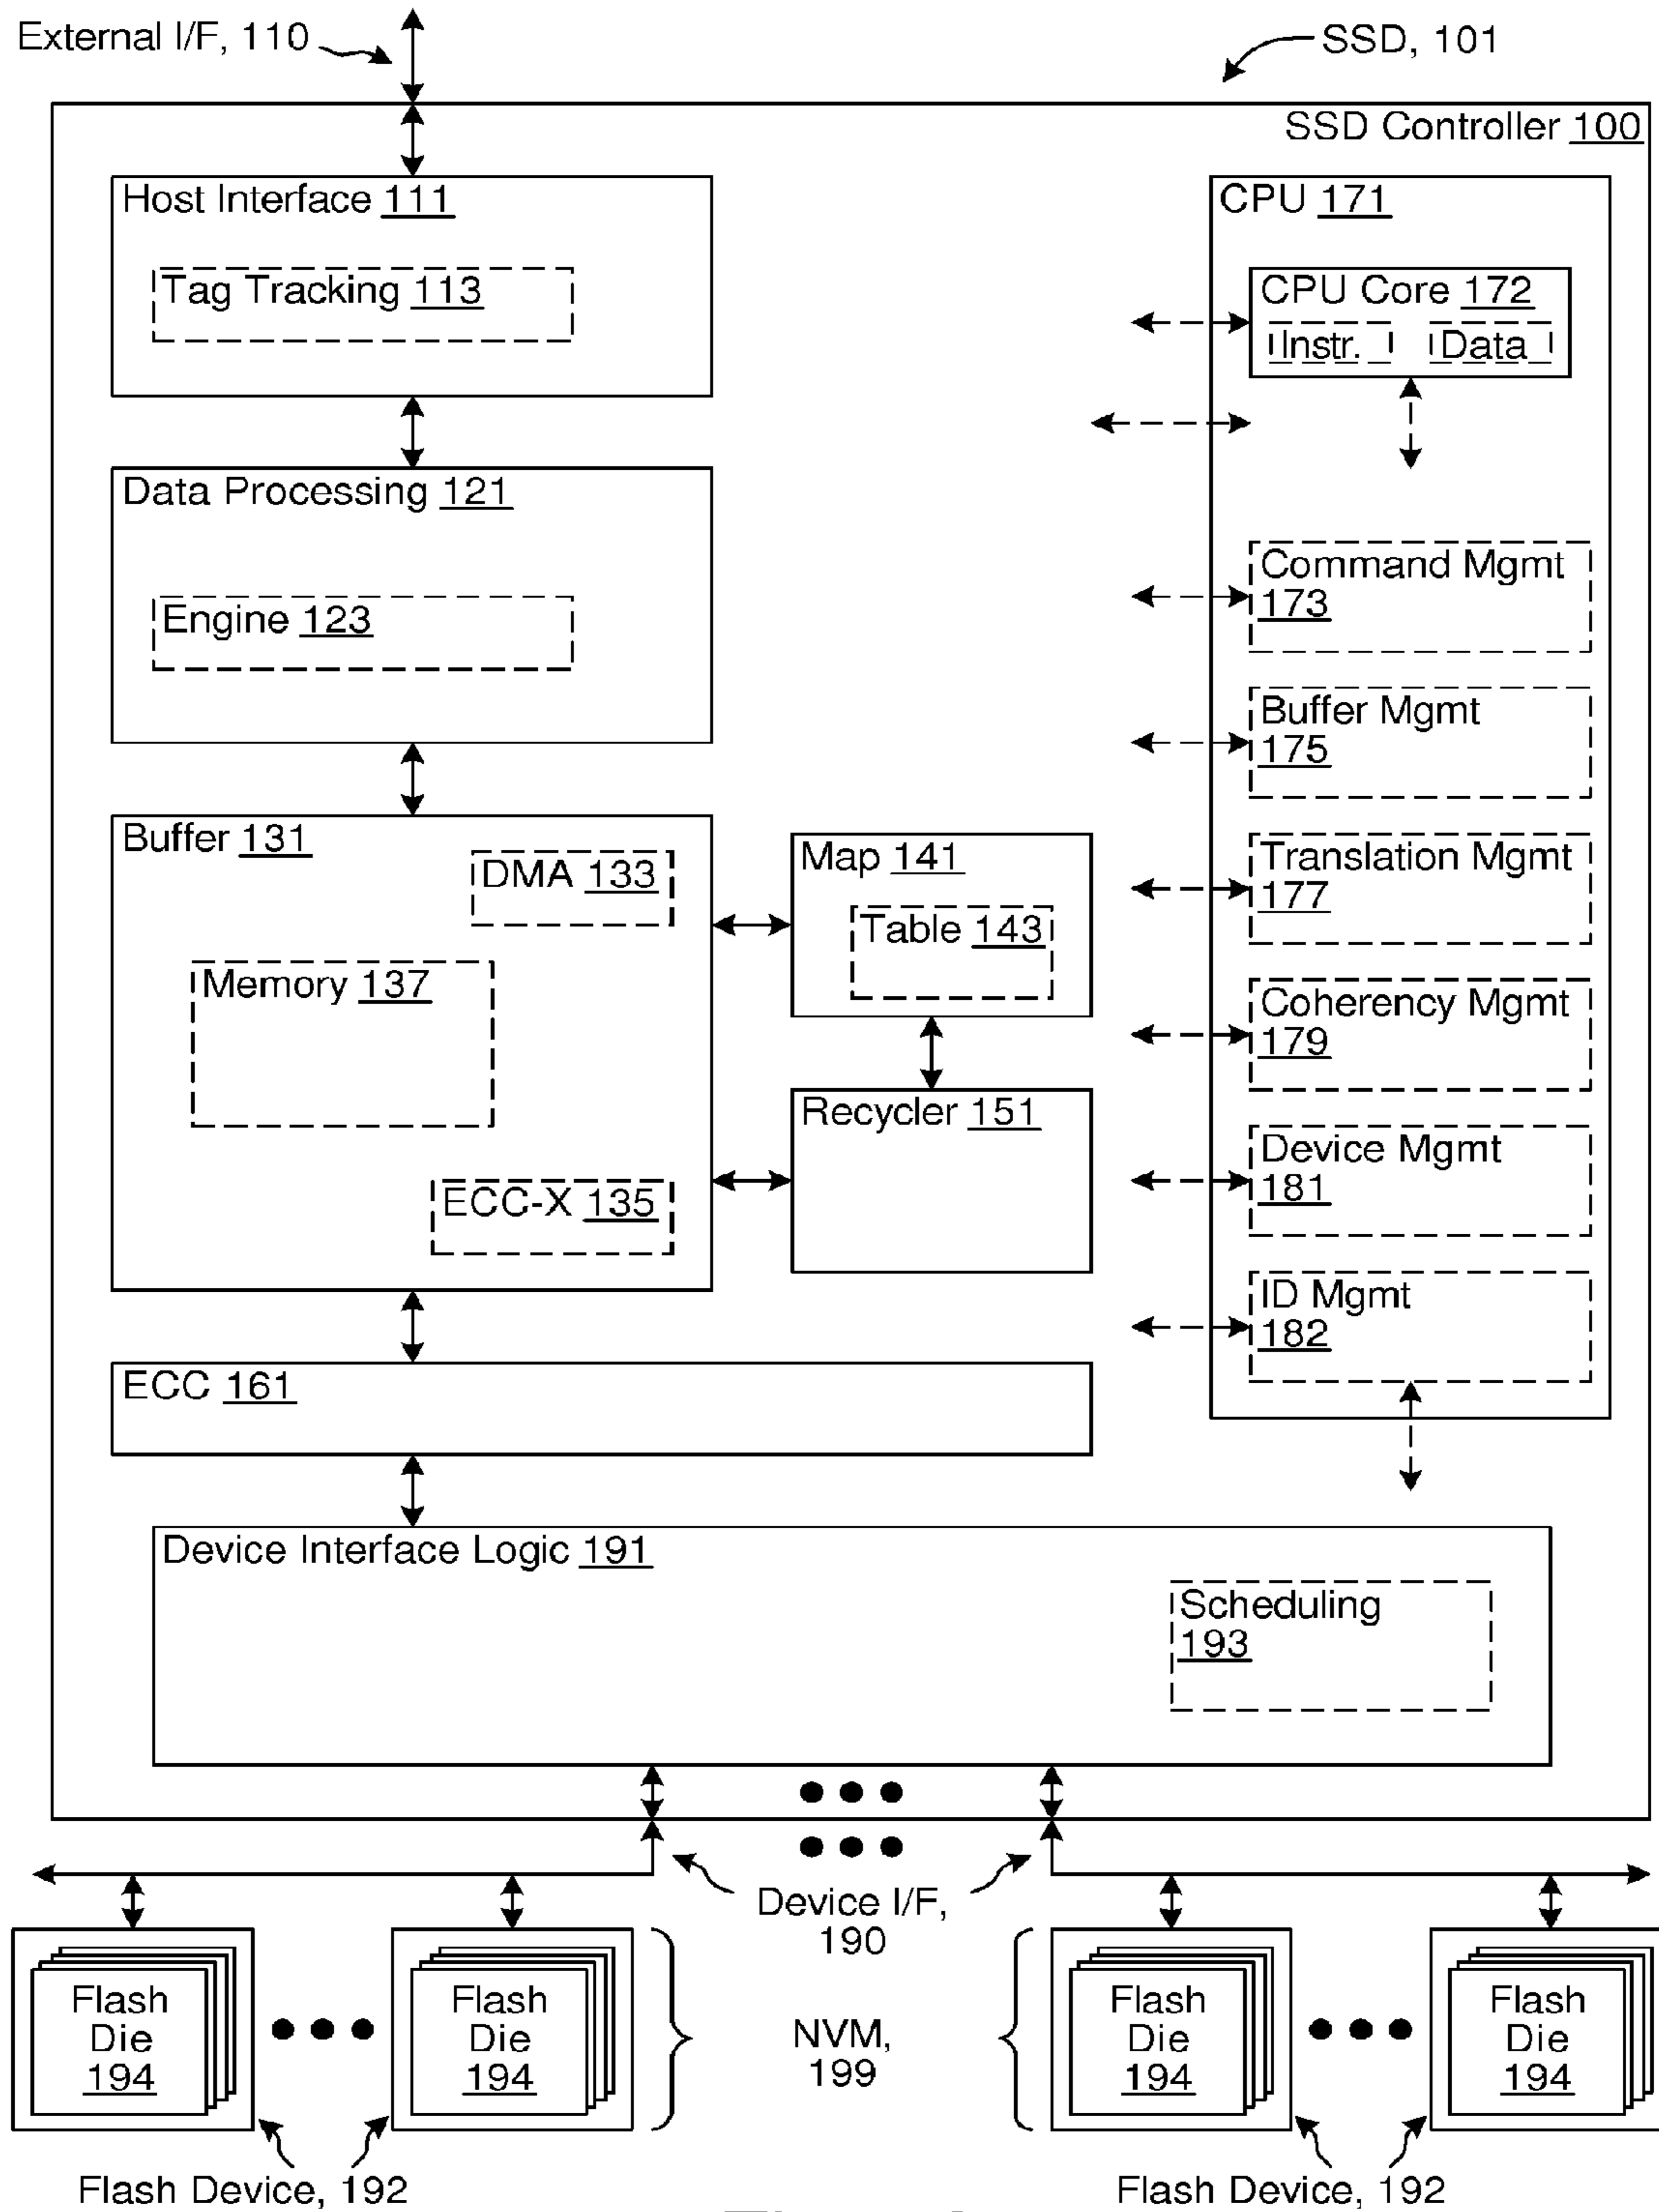 External I/F, 110
SSD, 101
SSD Controller 100
Host Interface 111
Tag Tracking 113
Data Processing 121
Engine 123
Buffer 131
DMA 133
Memory 137
ECC-X 135
Map 141
Table 143
Recycler 151
ECC 161
CPU 171
CPU Core 172
Instr.
Data
Command Mgmt
173
Buffer Mgmt
175
Translation Mgmt
177
Coherency Mgmt
179
Device Mgmt
181
ID Mgmt
182
Device Interface Logic 191
Scheduling
193
Device I/F,
190
Flash
Die
194
Flash
Die
194
NVM,
199
Flash
Die
194
Flash
Die
194
Flash Device, 192
Flash Device, 192